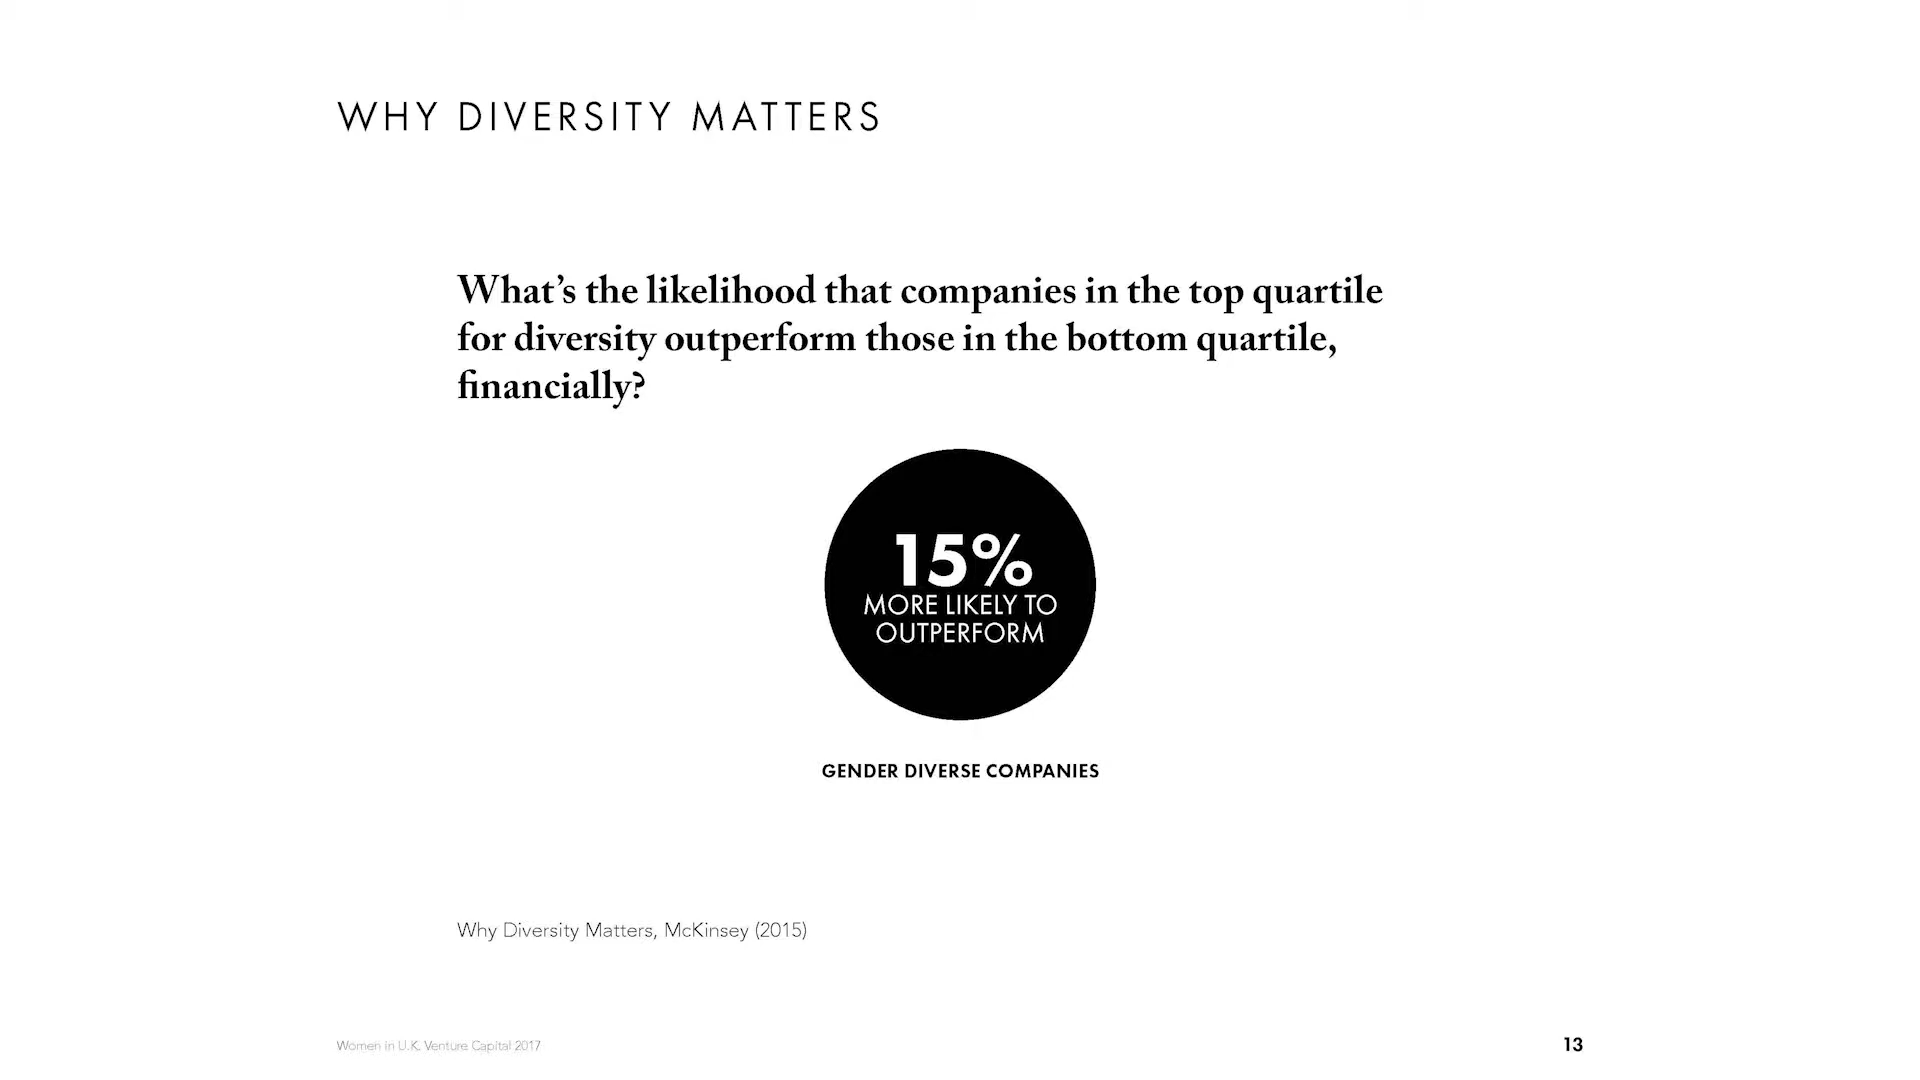 WHY DIVERSITY MATTERS
What’s the likelihood that companies in the top quartile
for diversity outperform those in the bottom quartile,
financially?
15%
MORE LIKELY TO
OUTPERFORM
GENDER DIVERSE COMPANIES
Why Diversity Matters, McKinsey (2015)
Women in U.K. Venture Capital 2017
13